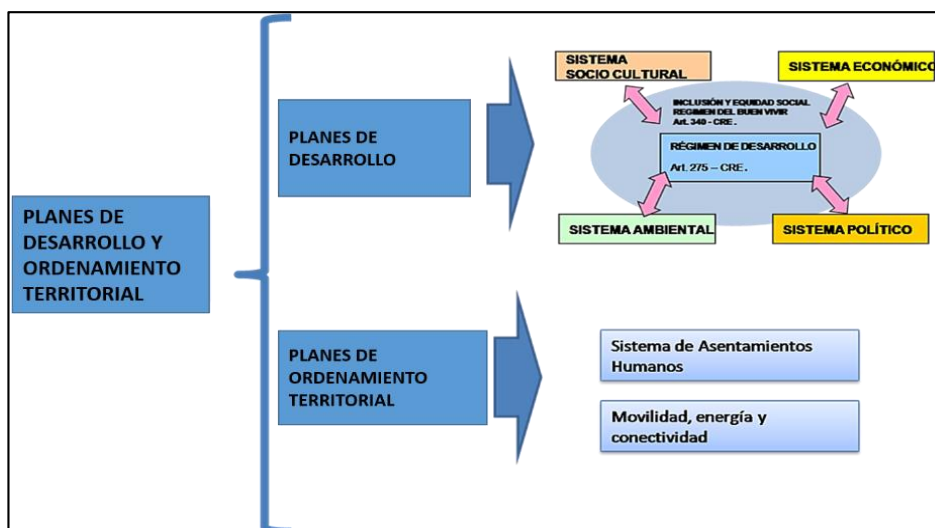 PLANES DE
DESARROLLO Y
ORDENAMIENTO
TERRITORIAL
PLANES DE
DESARROLLO
SISTEMA
SOCIO CULTURAL
SISTEMA ECONÓMICO
INCLUSIÓN Y EQUIDAD SOCIAL
REGIMEN DEL BUEN VIVIR
Art. 340 - CRE.
RÉGIMEN DE DESARROLLO
Art. 275 – CRE.
SISTEMA AMBIENTAL
SISTEMA POLÍTICO
PLANES DE
ORDENAMIENTO
TERRITORIAL
Sistema de Asentamientos
Humanos
Movilidad, energía y
conectividad